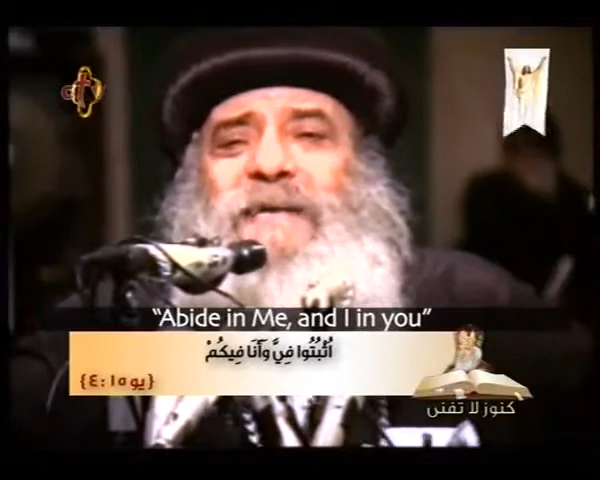 "Abide in Me, and I in you"
اُثْبُتُوا فِيَّ وَأَنَا فِيكُمْ
{يو ١٥ : ٤}
كنوز لا تفنى